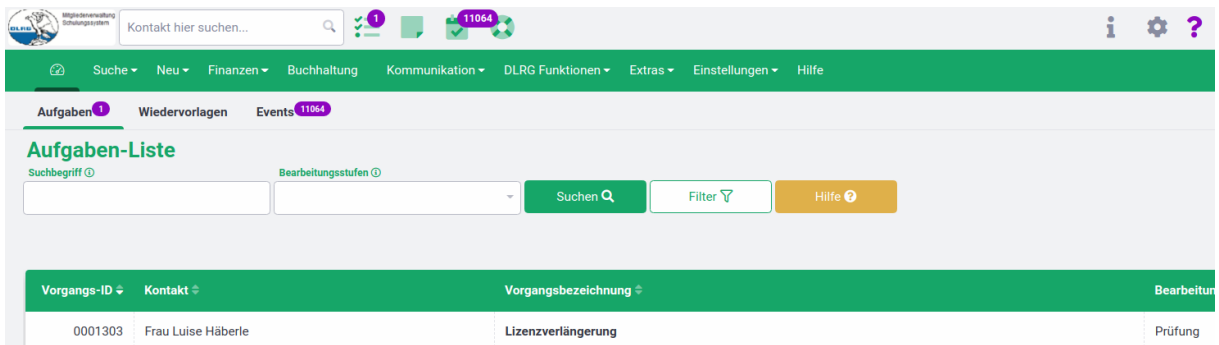 DLRG Mitgliederverwaltung
Schulungssystem
Kontakt hier suchen... 1 11064 i ?
Suche Neu Finanzen Buchhaltung Kommunikation DLRG Funktionen Extras Einstellungen Hilfe
Aufgaben 1 Wiedervorlagen Events 11064
Aufgaben-Liste
Suchbegriff Bearbeitungsstufen
Suchen Filter Hilfe
Vorgangs-ID Kontakt Vorgangsbezeichnung Bearbeitun
0001303 Frau Luise Häberle Lizenzverlängerung Prüfung